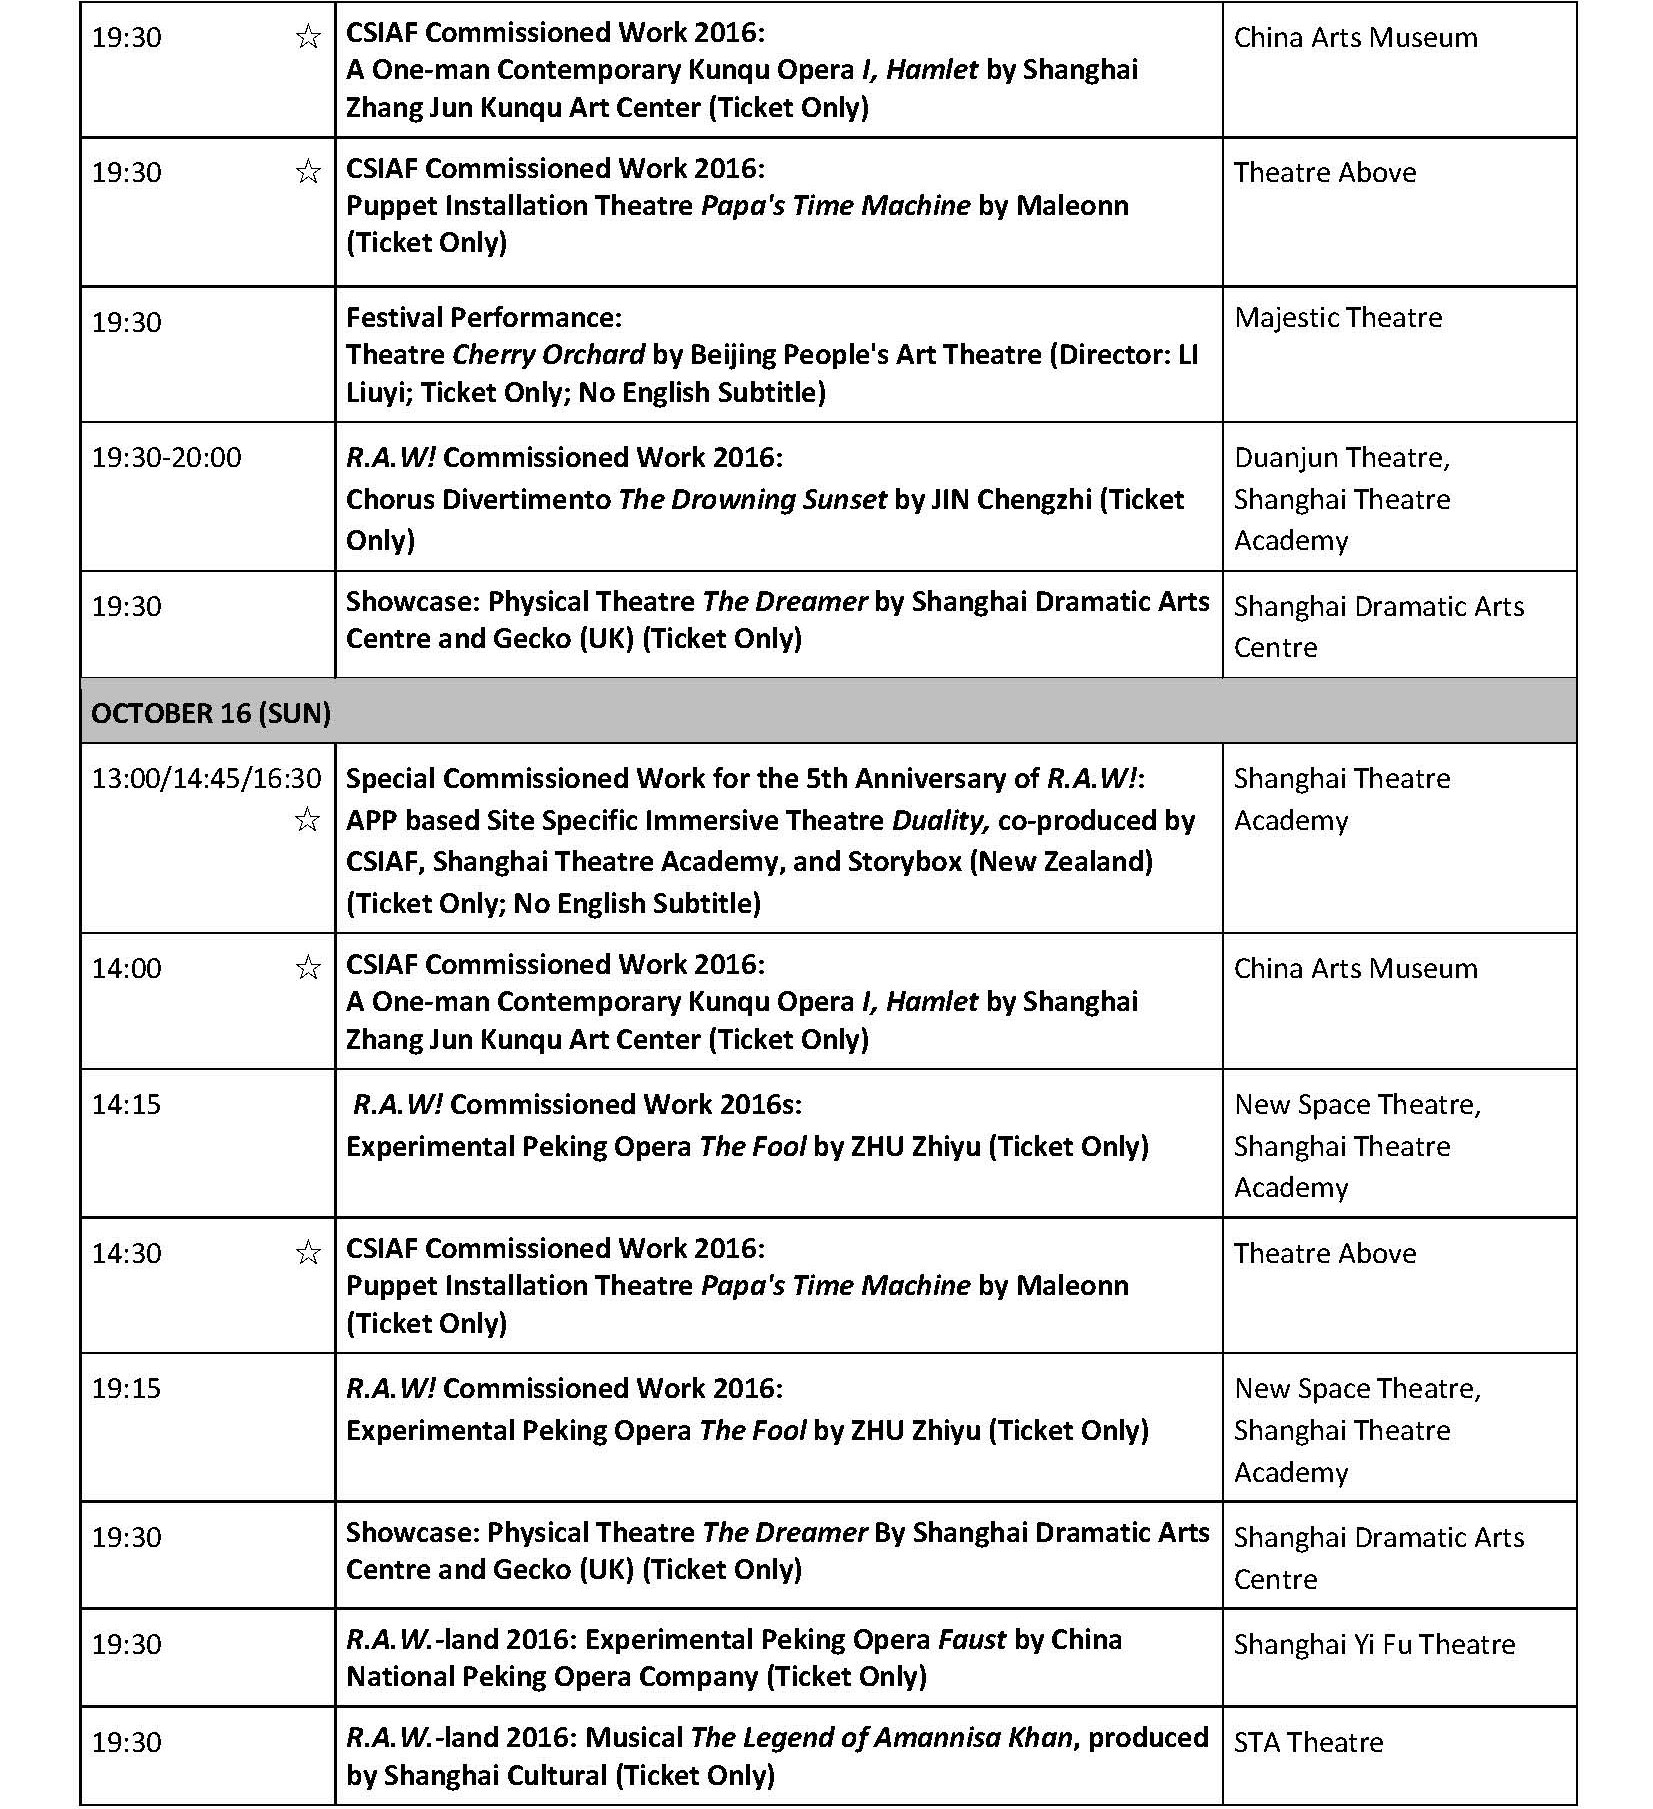 19:30 ☆
CSIAF Commissioned Work 2016:
A One-man Contemporary Kunqu Opera I, Hamlet by Shanghai
Zhang Jun Kunqu Art Center (Ticket Only)
China Arts Museum
19:30 ☆
CSIAF Commissioned Work 2016:
Puppet Installation Theatre Papa's Time Machine by Maleonn
(Ticket Only)
Theatre Above
19:30
Festival Performance:
Theatre Cherry Orchard by Beijing People's Art Theatre (Director: LI
Liuyi; Ticket Only; No English Subtitle)
Majestic Theatre
19:30-20:00
R.A.W! Commissioned Work 2016:
Chorus Divertimento The Drowning Sunset by JIN Chengzhi (Ticket
Only)
Duanjun Theatre,
Shanghai Theatre
Academy
19:30
Showcase: Physical Theatre The Dreamer by Shanghai Dramatic Arts
Centre and Gecko (UK) (Ticket Only)
Shanghai Dramatic Arts
Centre
OCTOBER 16 (SUN)
13:00/14:45/16:30
☆
Special Commissioned Work for the 5th Anniversary of R.A.W!:
APP based Site Specific Immersive Theatre Duality, co-produced by
CSIAF, Shanghai Theatre Academy, and Storybox (New Zealand)
(Ticket Only; No English Subtitle)
Shanghai Theatre
Academy
14:00 ☆
CSIAF Commissioned Work 2016:
A One-man Contemporary Kunqu Opera I, Hamlet by Shanghai
Zhang Jun Kunqu Art Center (Ticket Only)
China Arts Museum
14:15
R.A.W! Commissioned Work 2016s:
Experimental Peking Opera The Fool by ZHU Zhiyu (Ticket Only)
New Space Theatre,
Shanghai Theatre
Academy
14:30 ☆
CSIAF Commissioned Work 2016:
Puppet Installation Theatre Papa's Time Machine by Maleonn
(Ticket Only)
Theatre Above
19:15
R.A.W! Commissioned Work 2016:
Experimental Peking Opera The Fool by ZHU Zhiyu (Ticket Only)
New Space Theatre,
Shanghai Theatre
Academy
19:30
Showcase: Physical Theatre The Dreamer By Shanghai Dramatic Arts
Centre and Gecko (UK) (Ticket Only)
Shanghai Dramatic Arts
Centre
19:30
R.A.W.-land 2016: Experimental Peking Opera Faust by China
National Peking Opera Company (Ticket Only)
Shanghai Yi Fu Theatre
19:30
R.A.W.-land 2016: Musical The Legend of Amannisa Khan, produced
by Shanghai Cultural (Ticket Only)
STA Theatre